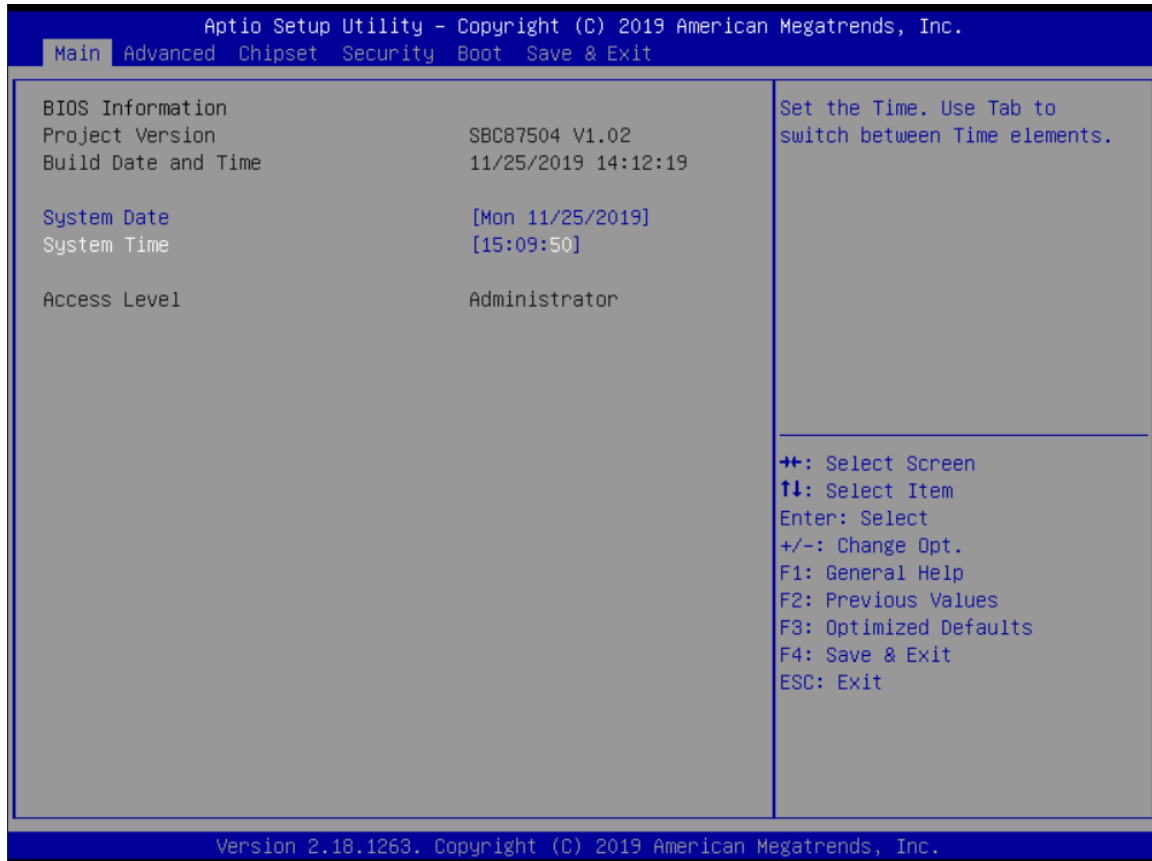 Aptio Setup Utility – Copyright (C) 2019 American Megatrends, Inc.
Main Advanced Chipset Security Boot Save & Exit
BIOS Information
Project Version SBC87504 V1.02
Build Date and Time 11/25/2019 14:12:19
System Date [Mon 11/25/2019]
System Time [15:09:50]
Access Level Administrator
Set the Time. Use Tab to
switch between Time elements.
→←: Select Screen
↑↓: Select Item
Enter: Select
+/-: Change Opt.
F1: General Help
F2: Previous Values
F3: Optimized Defaults
F4: Save & Exit
ESC: Exit
Version 2.18.1263. Copyright (C) 2019 American Megatrends, Inc.